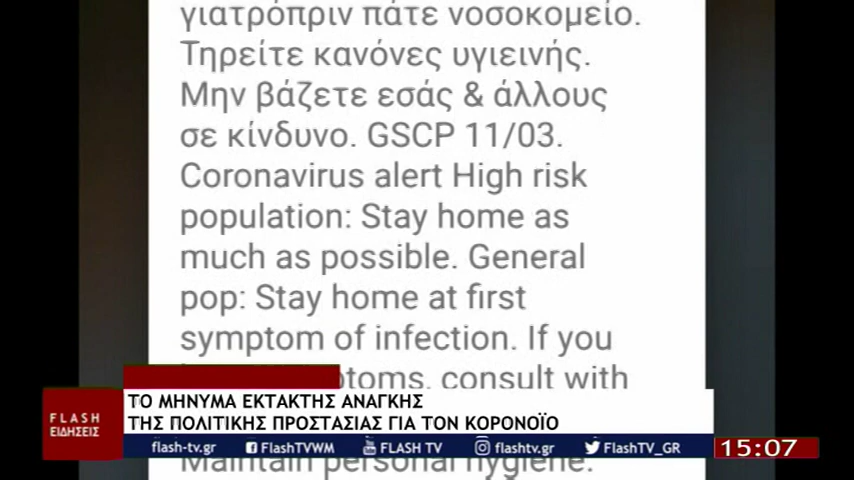 γιατρόπριν πάτε νοσοκομείο.
Τηρείτε κανόνες υγιεινής.
Μην βάζετε εσάς & άλλους
σε κίνδυνο. GSCP 11/03.
Coronavirus alert High risk
population: Stay home as
much as possible. General
pop: Stay home at first
symptom of infection. If you
consult with
FLASH
ΕΙΔΗΣΕΙΣ
ΤΟ ΜΗΝΥΜΑ ΕΚΤΑΚΤΗΣ ΑΝΑΓΚΗΣ
ΤΗΣ ΠΟΛΙΤΙΚΗΣ ΠΡΟΣΤΑΣΙΑΣ ΓΙΑ ΤΟΝ ΚΟΡΟΝΟΪΟ
flash-tv.gr FlashTVWM FLASH TV flashtv.gr FlashTV_GR
15:07
Maintain personal hygiene.